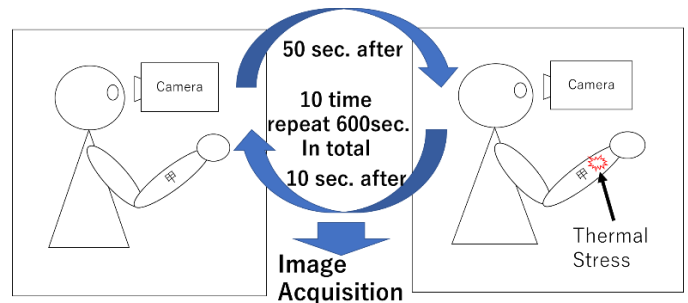 Camera
甲
50 sec. after
10 time
repeat 600sec.
In total
10 sec. after
Image
Acquisition
Camera
甲
Thermal
Stress